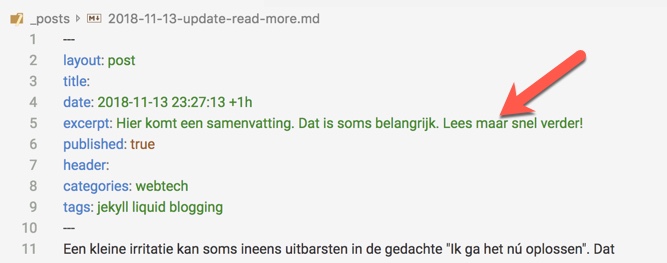 _posts 2018-11-13-update-read-more.md
1 ---
2 layout: post
3 title:
4 date: 2018-11-13 23:27:13 +1h
5 excerpt: Hier komt een samenvatting. Dat is soms belangrijk. Lees maar snel verder!
6 published: true
7 header:
8 categories: webtech
9 tags: jekyll liquid blogging
10 ---
11 Een kleine irritatie kan soms ineens uitbarsten in de gedachte "Ik ga het nú oplossen". Dat